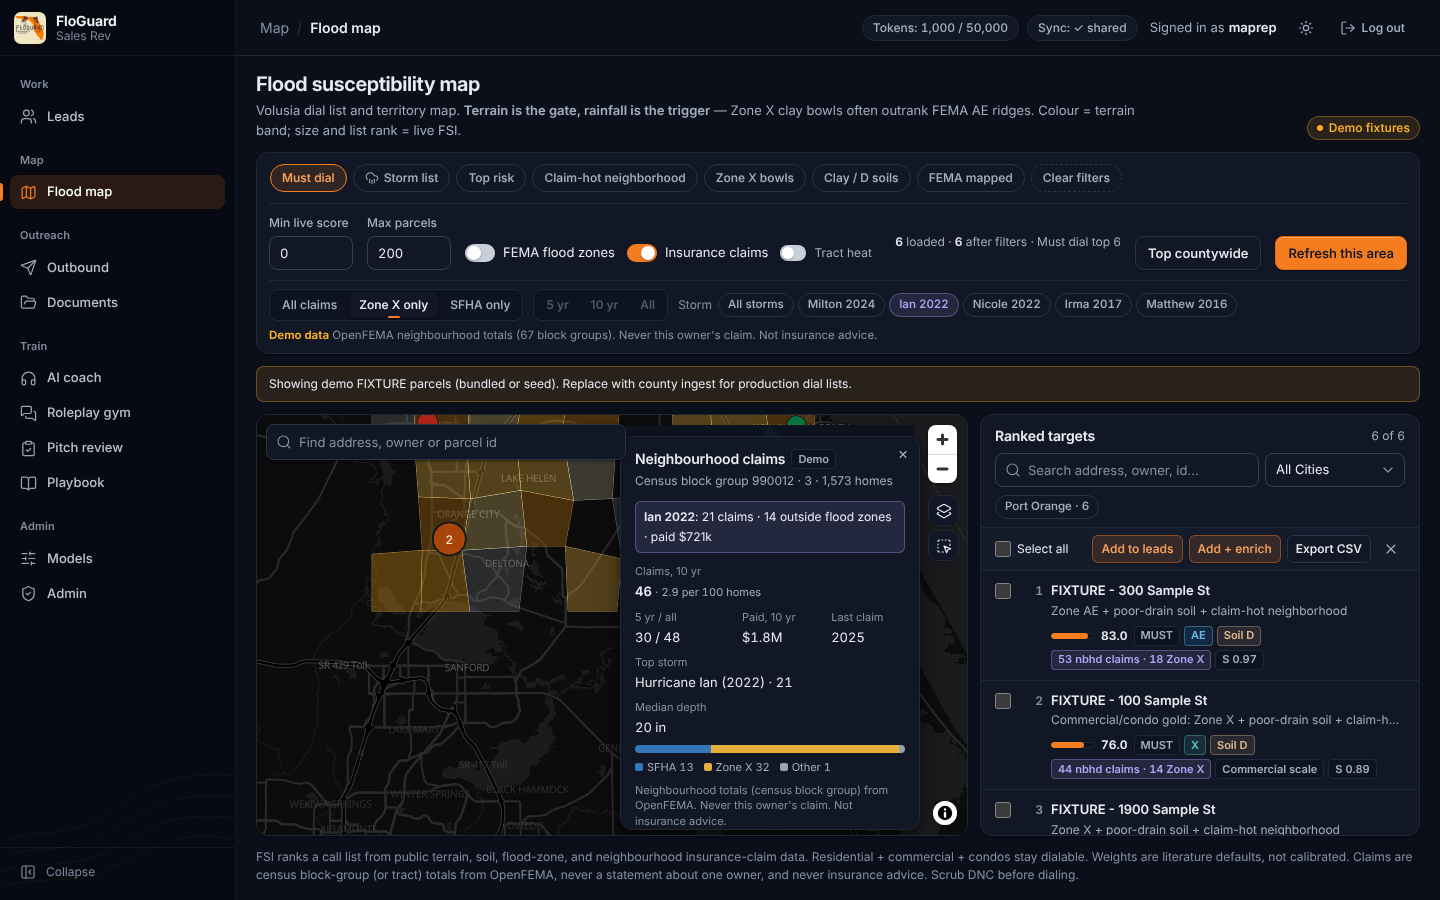 FloGuard
Sales Rev
Map / Flood map
Tokens: 1,000 / 50,000
Sync: ✓ shared
Signed in as maprep
Log out
Work
Leads
Map
Flood map
Outreach
Outbound
Documents
Train
AI coach
Roleplay gym
Pitch review
Playbook
Admin
Models
Admin
Collapse
Flood susceptibility map
Volusia dial list and territory map. Terrain is the gate, rainfall is the trigger — Zone X clay bowls often outrank FEMA AE ridges. Colour = terrain
band; size and list rank = live FSI.
Demo fixtures
Must dial
Storm list
Top risk
Claim-hot neighborhood
Zone X bowls
Clay / D soils
FEMA mapped
Clear filters
Min live score
Max parcels
0
200
FEMA flood zones
Insurance claims
Tract heat
6 loaded · 6 after filters · Must dial top 6
Top countywide
Refresh this area
All claims
Zone X only
SFHA only
5 yr
10 yr
All
Storm
All storms
Milton 2024
Ian 2022
Nicole 2022
Irma 2017
Matthew 2016
Demo data OpenFEMA neighbourhood totals (67 block groups). Never this owner's claim. Not insurance advice.
Showing demo FIXTURE parcels (bundled or seed). Replace with county ingest for production dial lists.
Find address, owner or parcel id
LAKE HELEN
ORANGE CITY
2
DELTONA
SR 429 Toll
SANFORD
LAKE MARY
SR 417 Toll
WEKIWA SPRINGS
WINTER SPRINGS
BLACK HAMMOCK
ALTAMONTE
OVIEDO
Neighbourhood claims
Demo
Census block group 990012 · 3 · 1,573 homes
Ian 2022: 21 claims · 14 outside flood zones
· paid $721k
Claims, 10 yr
46 · 2.9 per 100 homes
5 yr / all
Paid, 10 yr
Last claim
30 / 48
$1.8M
2025
Top storm
Hurricane Ian (2022) · 21
Median depth
20 in
SFHA 13
Zone X 32
Other 1
Neighbourhood totals (census block group) from
OpenFEMA. Never this owner's claim. Not
insurance advice.
Ranked targets
6 of 6
Search address, owner, id...
All Cities
Port Orange · 6
Select all
Add to leads
Add + enrich
Export CSV
1 FIXTURE - 300 Sample St
Zone AE + poor-drain soil + claim-hot neighborhood
83.0 MUST AE Soil D
53 nbhd claims · 18 Zone X S 0.97
2 FIXTURE - 100 Sample St
Commercial/condo gold: Zone X + poor-drain soil + claim-h...
76.0 MUST X Soil D
44 nbhd claims · 14 Zone X Commercial scale S 0.89
3 FIXTURE - 1900 Sample St
Zone X + poor-drain soil + claim-hot neighborhood
FSI ranks a call list from public terrain, soil, flood-zone, and neighbourhood insurance-claim data. Residential + commercial + condos stay dialable. Weights are literature defaults, not calibrated. Claims are
census block-group (or tract) totals from OpenFEMA, never a statement about one owner, and never insurance advice. Scrub DNC before dialing.